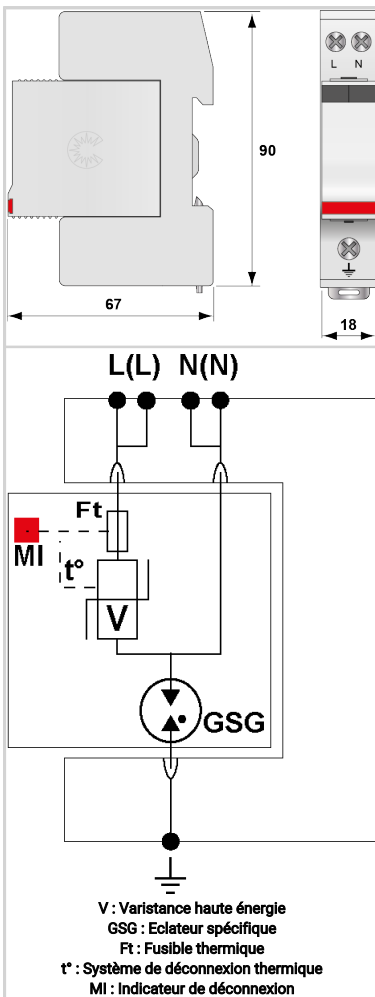 L N
90
67
18
L(L) N(N)
Ft
MI
t°
V
GSG
V : Varistance haute énergie
GSG : Eclateur spécifique
Ft : Fusible thermique
t° : Système de déconnexion thermique
MI : Indicateur de déconnexion